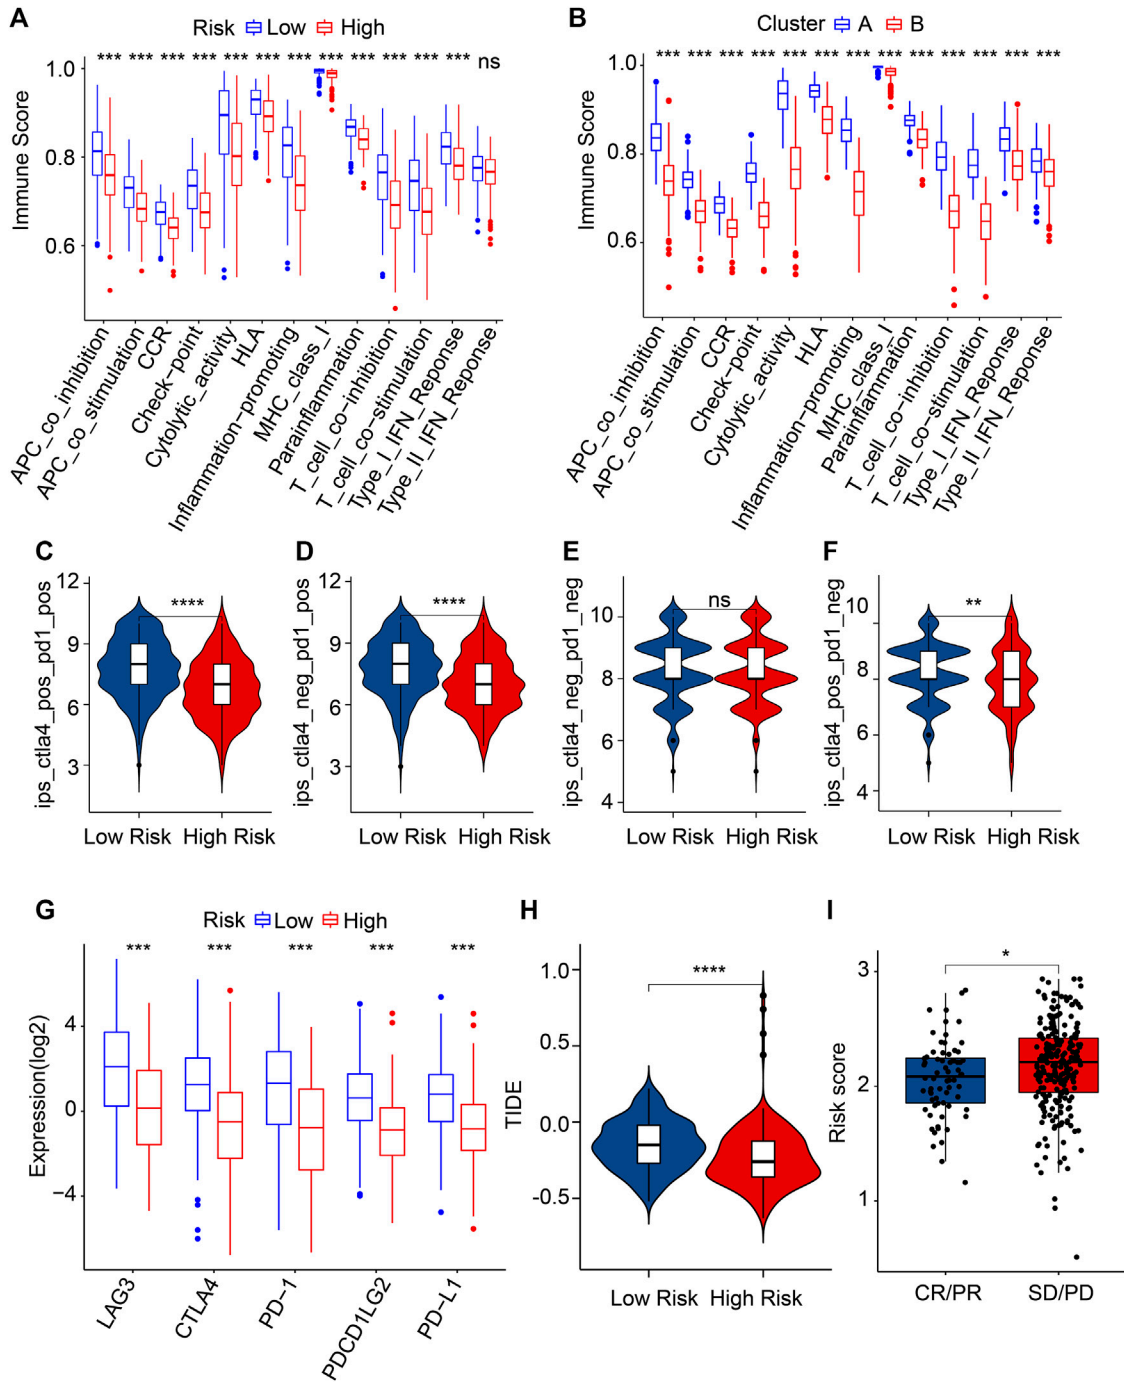 A
Risk Low High
*** *** *** *** *** *** *** *** *** *** *** *** ns
Immune Score
1.0
0.8
0.6
APC_co_inhibition
APC_co_stimulation
CCR
Check-point
Cytolytic_activity
HLA
Inflammation-promoting
MHC_class_I
Parainflammation
T_cell_co-inhibition
T_cell_co-stimulation
Type_I_IFN_Reponse
Type_II_IFN_Reponse
B
Cluster A B
*** *** *** *** *** *** *** *** *** *** *** *** ***
Immune Score
1.0
0.8
0.6
APC_co_inhibition
APC_co_stimulation
CCR
Check-point
Cytolytic_activity
HLA
Inflammation-promoting
MHC_class_I
Parainflammation
T_cell_co-inhibition
T_cell_co-stimulation
Type_I_IFN_Reponse
Type_II_IFN_Reponse
C
ips_ctla4_pos_pd1_pos
12
9
6
3
****
Low Risk High Risk
D
ips_ctla4_neg_pd1_pos
12
9
6
3
****
Low Risk High Risk
E
ips_ctla4_neg_pd1_neg
10
8
6
4
ns
Low Risk High Risk
F
ips_ctla4_pos_pd1_neg
10
8
6
4
**
Low Risk High Risk
G
Risk Low High
*** *** *** *** ***
Expression(log2)
4
0
−4
LAG3
CTLA4
PD−1
PDCD1LG2
PD−L1
H
TIDE
1.0
0.5
0.0
-0.5
****
Low Risk High Risk
I
Risk score
3
2
1
*
CR/PR SD/PD